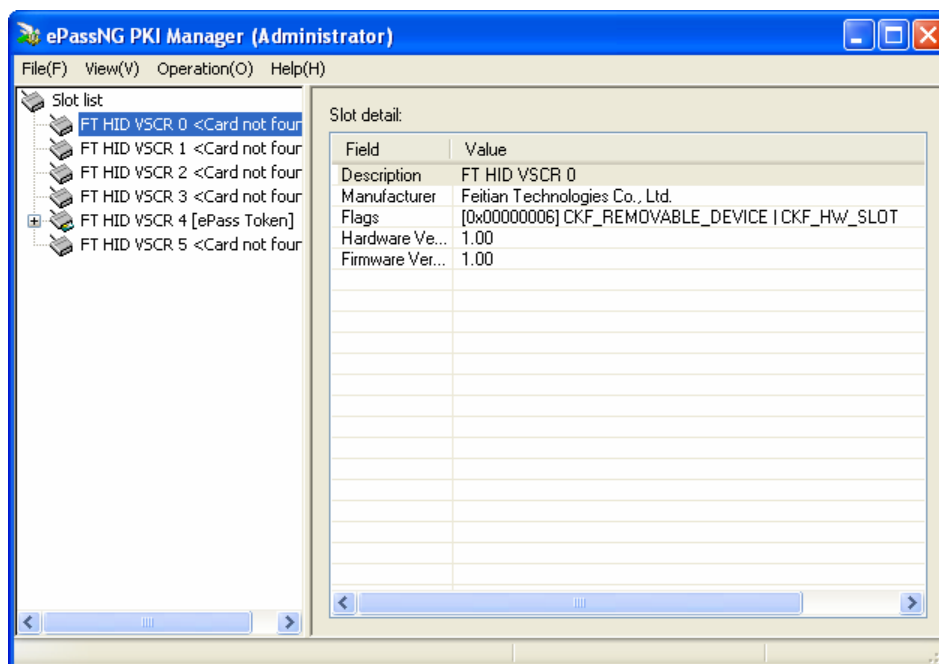 ePassNG PKI Manager (Administrator)
File(F) View(V) Operation(O) Help(H)
Slot list
FT HID VSCR 0 <Card not four
FT HID VSCR 1 <Card not four
FT HID VSCR 2 <Card not four
FT HID VSCR 3 <Card not four
FT HID VSCR 4 [ePass Token]
FT HID VSCR 5 <Card not four
Slot detail:
Field Value
Description FT HID VSCR 0
Manufacturer Feitian Technologies Co., Ltd.
Flags [0x00000006] CKF_REMOVABLE_DEVICE | CKF_HW_SLOT
Hardware Ve... 1.00
Firmware Ver... 1.00